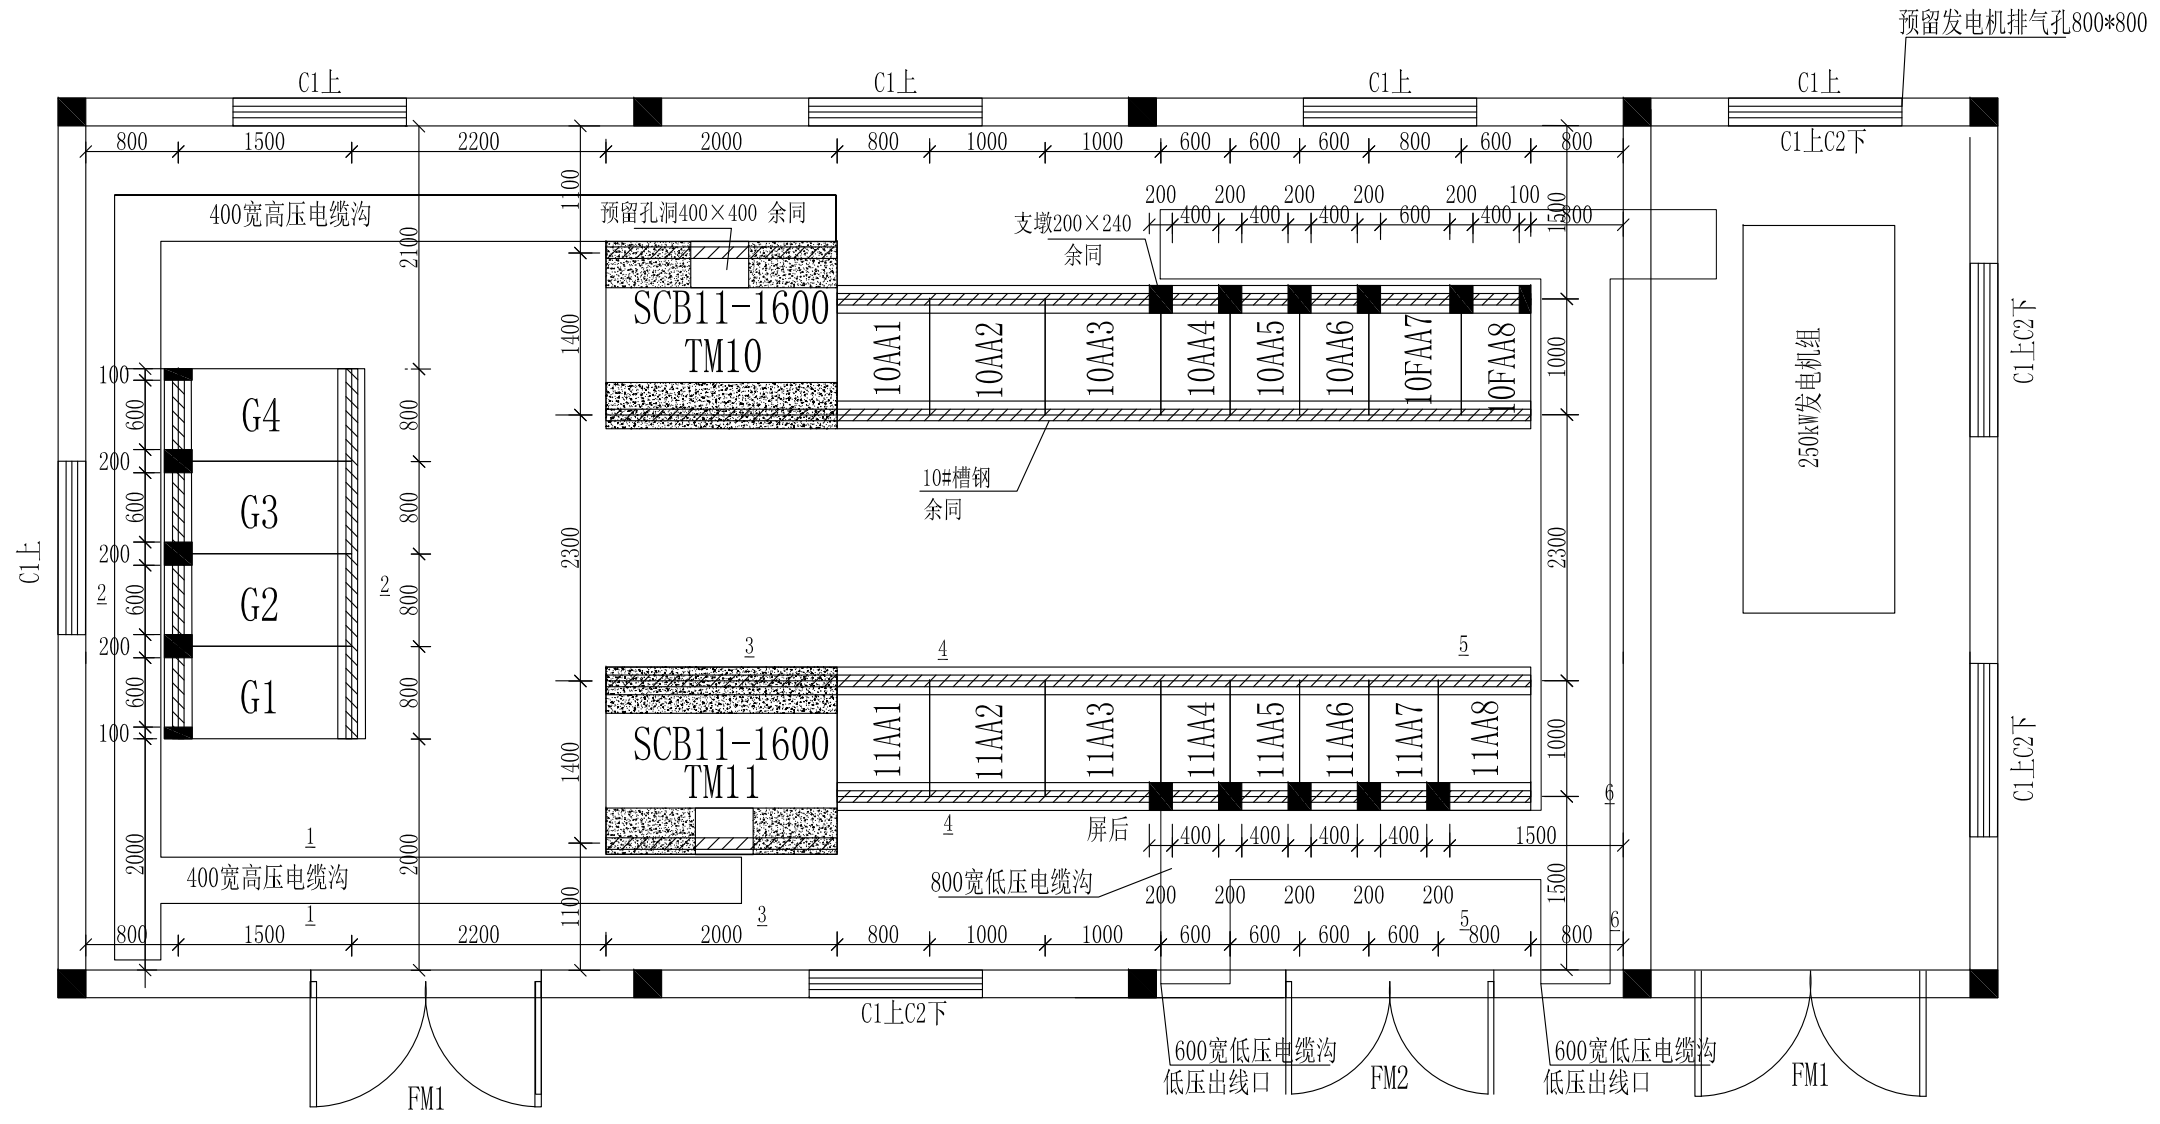 预留发电机排气孔800*800
C1上
C1上
C1上
C1上
C1上C2下
800
1500
2200
2000
800
1000
1000
600
600
600
800
600
800
400宽高压电缆沟
预留孔洞400×400 余同
支墩200×240
余同
200
200
200
200
200
100
400
400
400
600
400
800
1100
2100
1500
1400
1000
SCB11-1600
TM10
10AA1
10AA2
10AA3
10AA4
10AA5
10AA6
10FAA7
10FAA8
250kW发电机组
C1上C2下
100
600
200
600
200
600
200
600
100
G4
G3
G2
G1
800
800
800
800
C1上
2
2
10#槽钢
余同
2300
2300
3
4
5
SCB11-1600
TM11
11AA1
11AA2
11AA3
11AA4
11AA5
11AA6
11AA7
11AA8
1400
1000
C1上C2下
6
4
屏后
400
400
400
400
1500
1
2000
2000
400宽高压电缆沟
800宽低压电缆沟
200
200
200
200
200
1100
1500
1
3
5
6
800
1500
2200
2000
800
1000
1000
600
600
600
600
800
800
C1上C2下
600宽低压电缆沟
低压出线口
600宽低压电缆沟
低压出线口
FM1
FM2
FM1